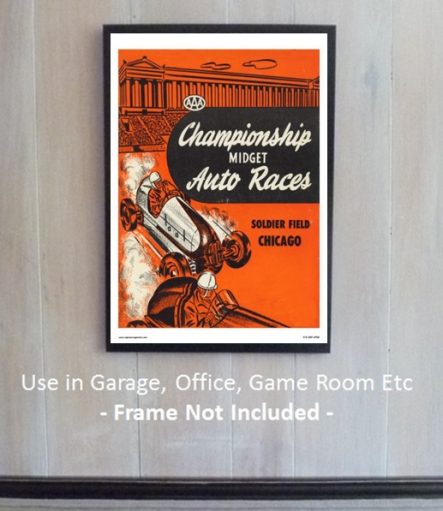 AAA
Championship
MIDGET
Auto Races
SOLDIER FIELD
CHICAGO
Use in Garage, Office, Game Room Etc
- Frame Not Included -